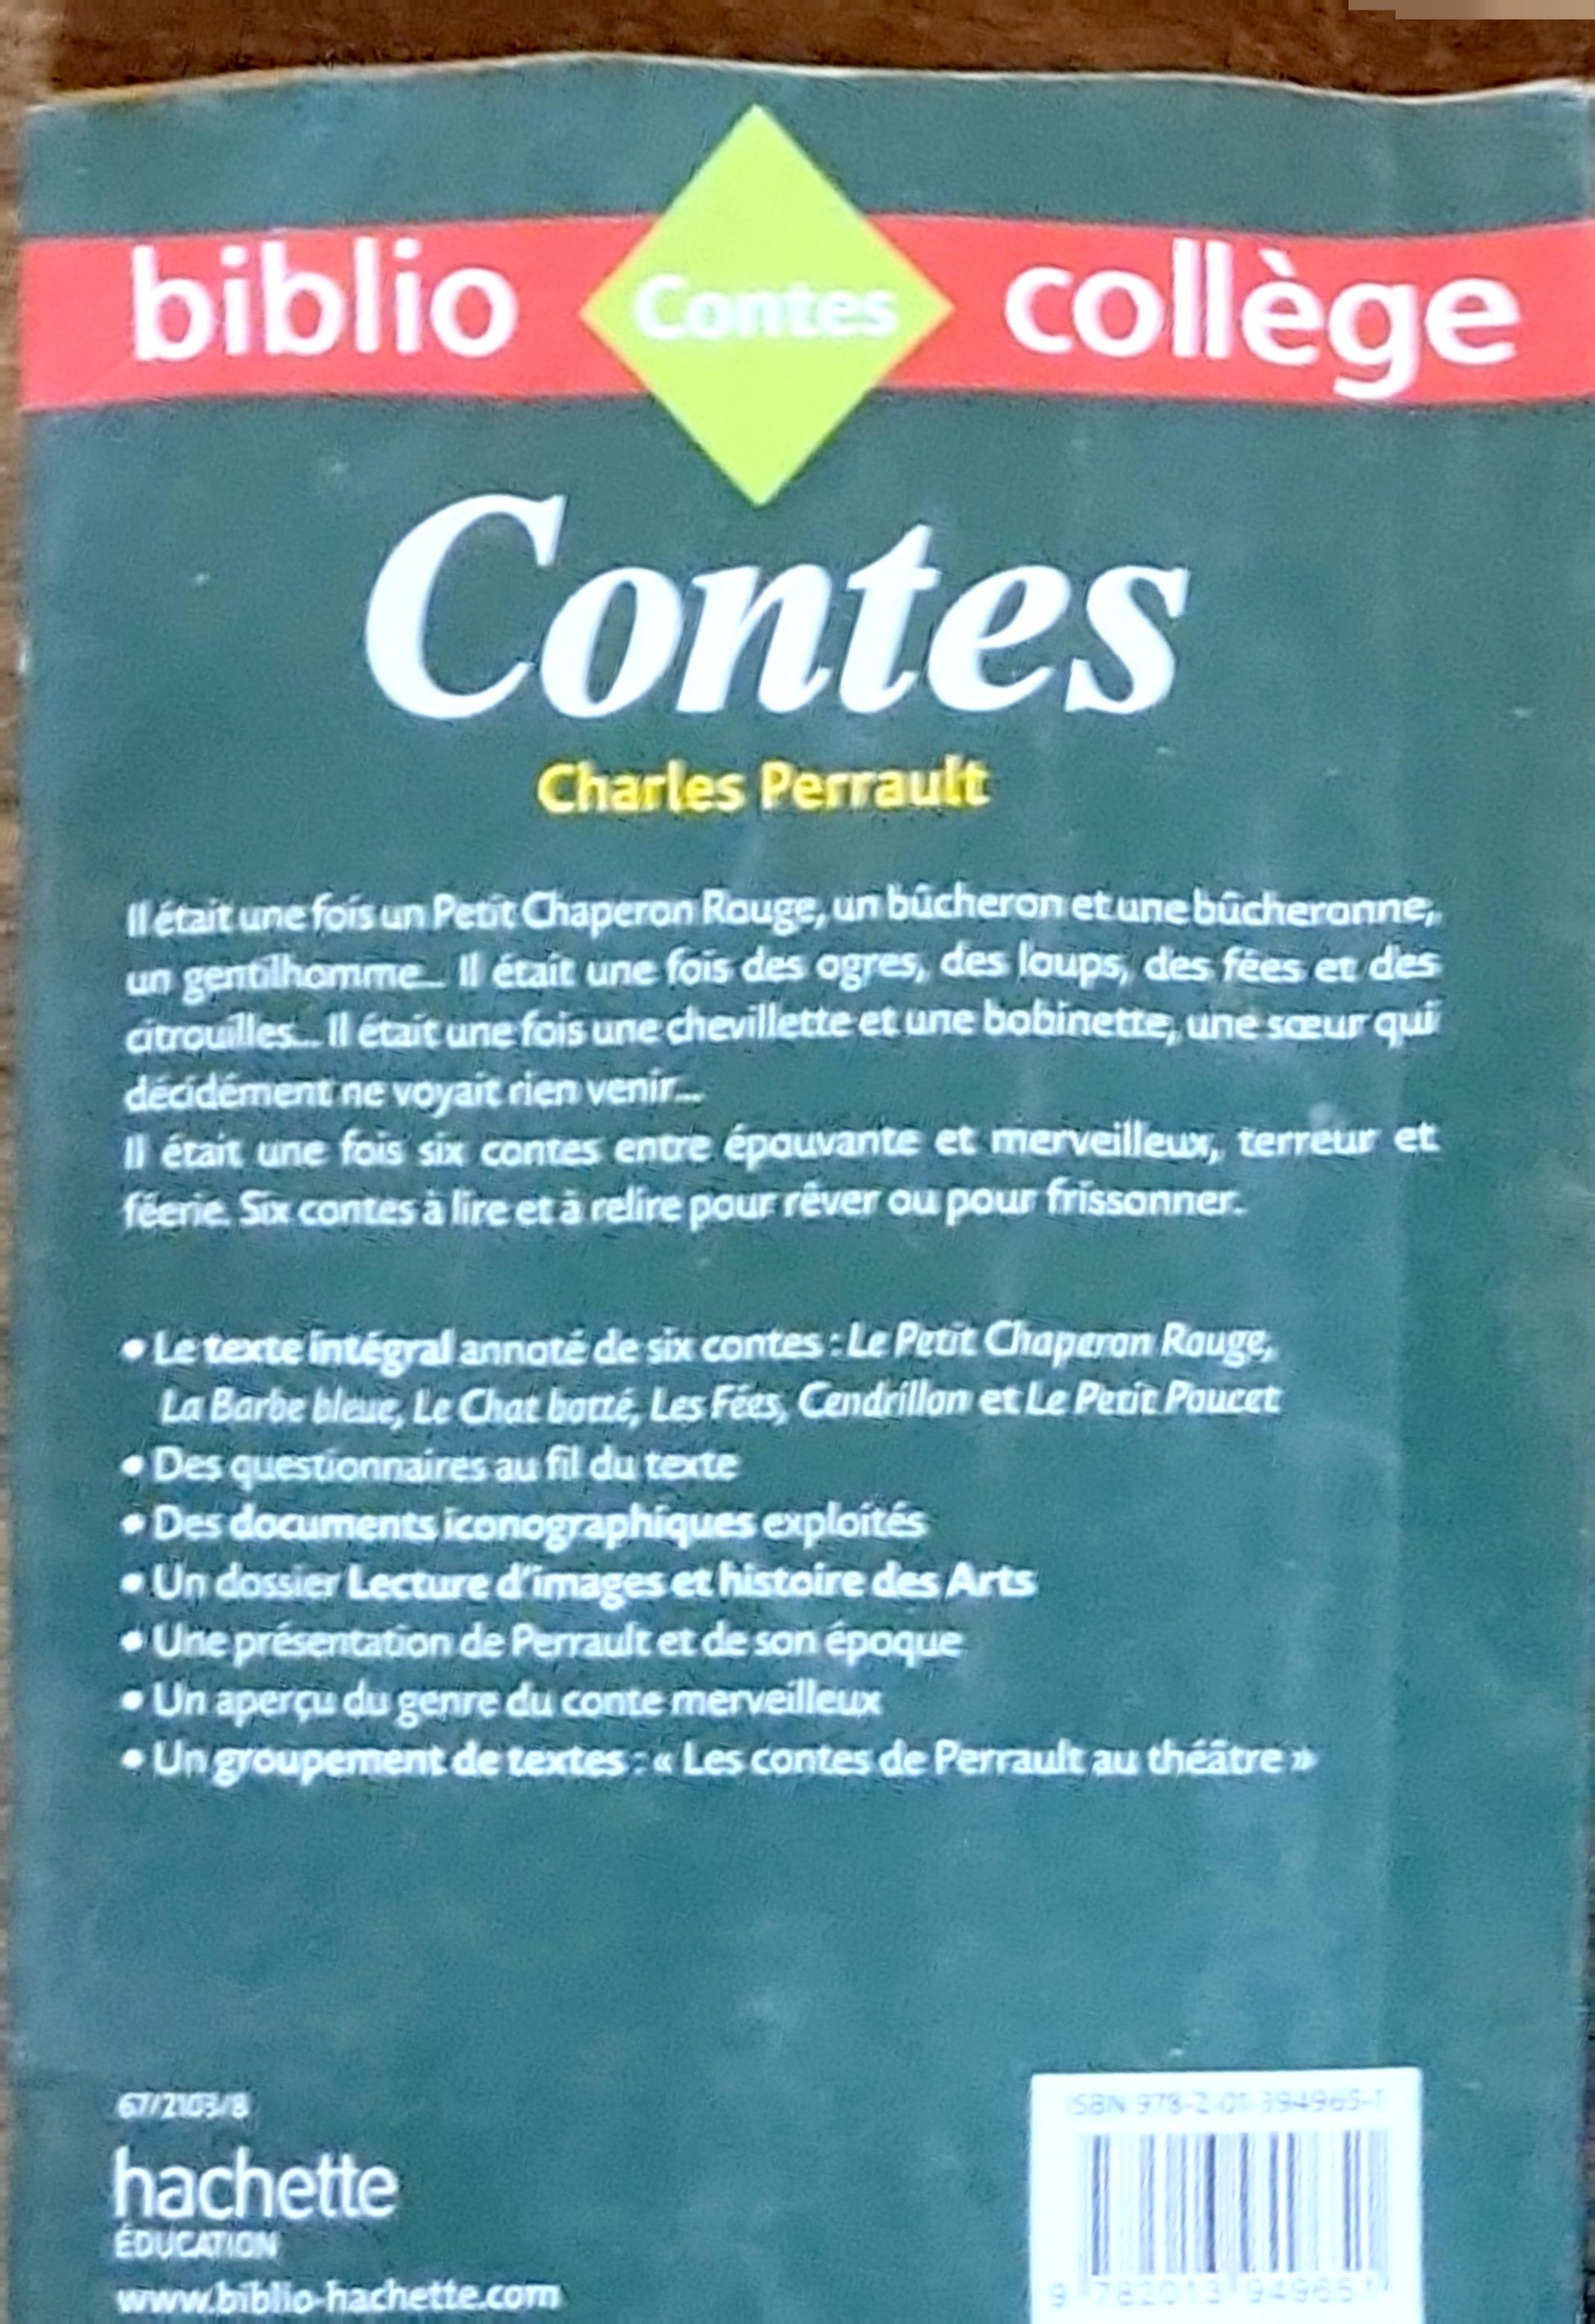 biblio Contes collège
Contes
Charles Perrault
Il était une fois un Petit Chaperon Rouge, un bûcheron et une bûcheronne,
un gentilhomme... Il était une fois des ogres, des loups, des fées et des
citrouilles... Il était une fois une chevillette et une bobinette, une sœur qui
décidément ne voyait rien venir...
Il était une fois six contes entre épouvante et merveilleux, terreur et
féerie. Six contes à lire et à relire pour rêver ou pour frissonner.
• Le texte intégral annoté de six contes : Le Petit Chaperon Rouge,
La Barbe bleue, Le Chat botté, Les Fées, Cendrillon et Le Petit Poucet
• Des questionnaires au fil du texte
• Des documents iconographiques exploités
• Un dossier Lecture d'images et histoire des Arts
• Une présentation de Perrault et de son époque
• Un aperçu du genre du conte merveilleux
• Un groupement de textes : « Les contes de Perrault au théâtre »
67/2103/8
hachette
ÉDUCATION
www.biblio-hachette.com
ISBN 978-2-01-394965-1
9 782013 949651